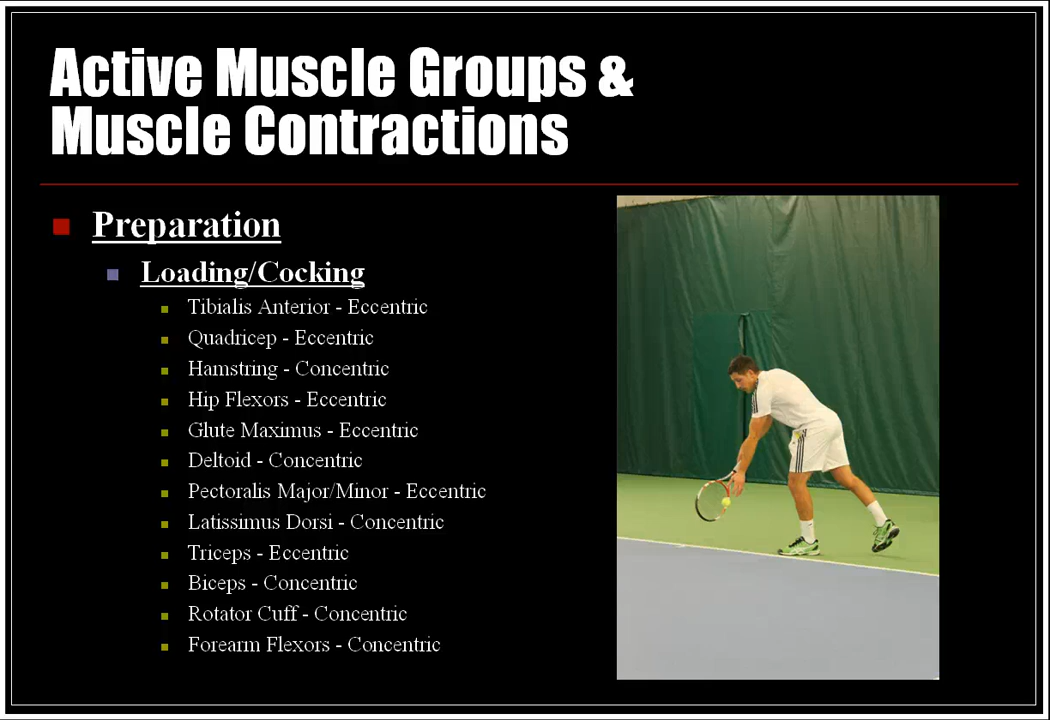 Active Muscle Groups &
Muscle Contractions
Preparation
Loading/Cocking
Tibialis Anterior - Eccentric
Quadricep - Eccentric
Hamstring - Concentric
Hip Flexors - Eccentric
Glute Maximus - Eccentric
Deltoid - Concentric
Pectoralis Major/Minor - Eccentric
Latissimus Dorsi - Concentric
Triceps - Eccentric
Biceps - Concentric
Rotator Cuff - Concentric
Forearm Flexors - Concentric